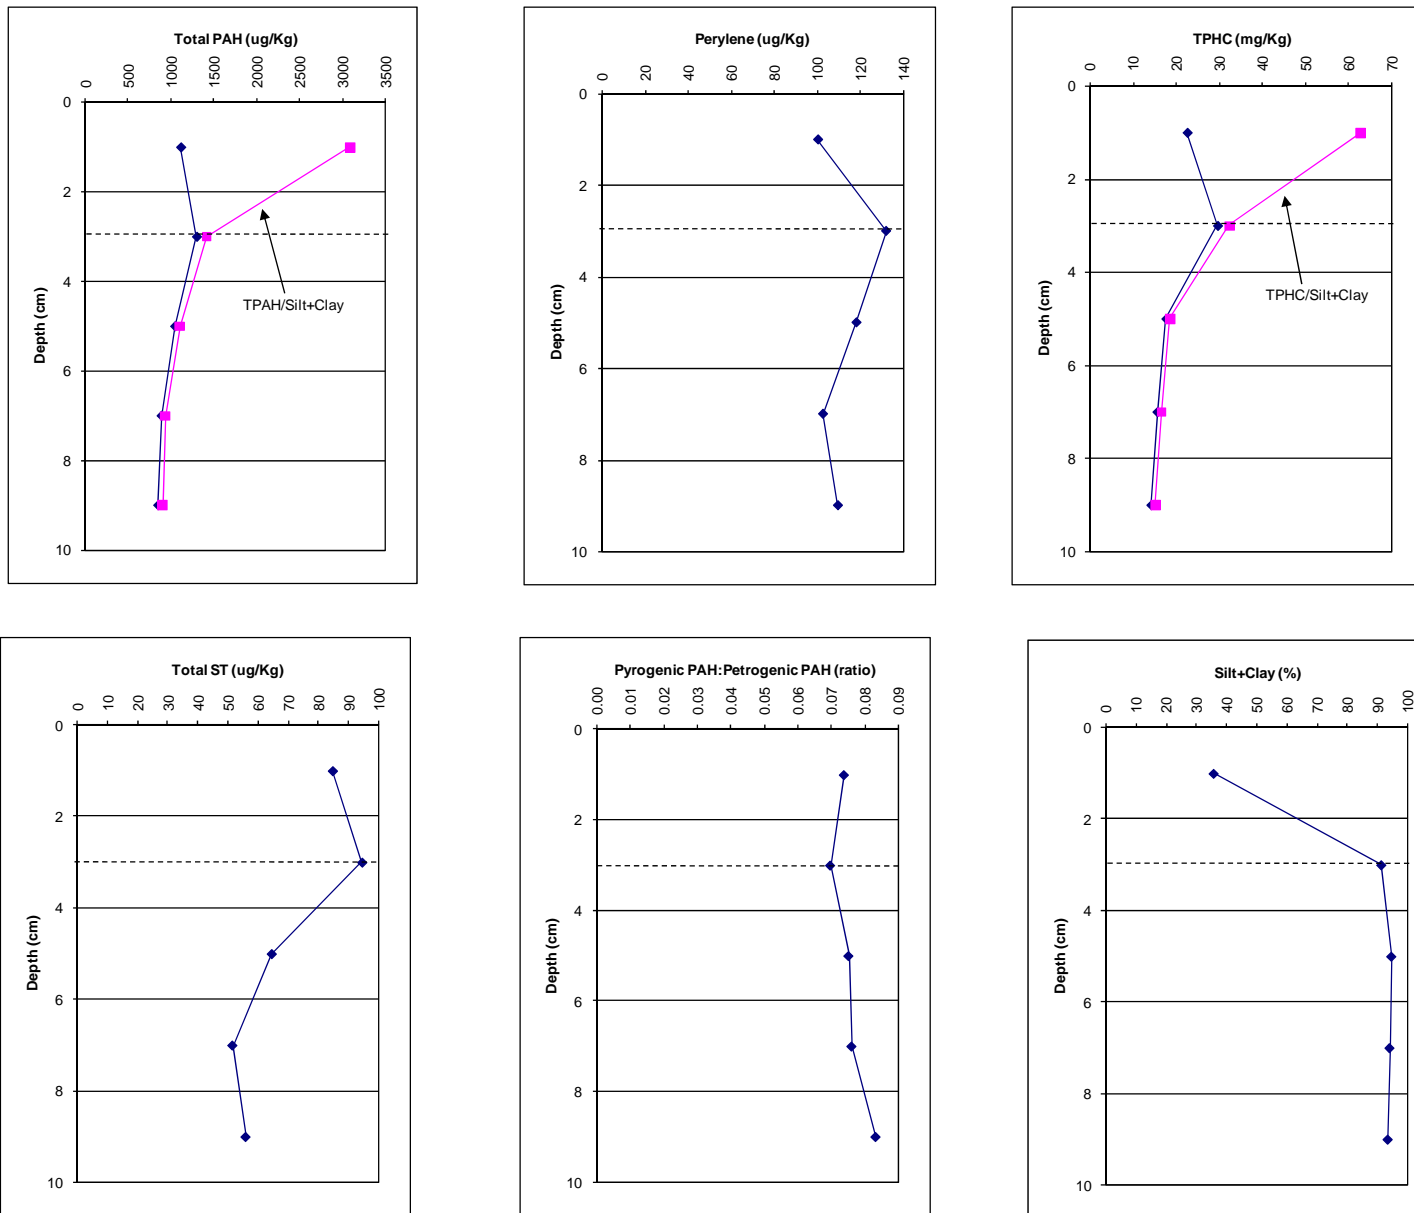 Total PAH (ug/Kg)
0 500 1000 1500 2000 2500 3000 3500
0
2
4
6
8
10
Depth (cm)
TPAH/Silt+Clay
Perylene (ug/Kg)
0 20 40 60 80 100 120 140
0
2
4
6
8
10
Depth (cm)
TPHC (mg/Kg)
0 10 20 30 40 50 60 70
0
2
4
6
8
10
Depth (cm)
TPHC/Silt+Clay
Total ST (ug/Kg)
0 10 20 30 40 50 60 70 80 90 100
0
2
4
6
8
10
Depth (cm)
Pyrogenic PAH:Petrogenic PAH (ratio)
0.00 0.01 0.02 0.03 0.04 0.05 0.06 0.07 0.08 0.09
0
2
4
6
8
10
Depth (cm)
Silt+Clay (%)
0 10 20 30 40 50 60 70 80 90 100
0
2
4
6
8
10
Depth (cm)